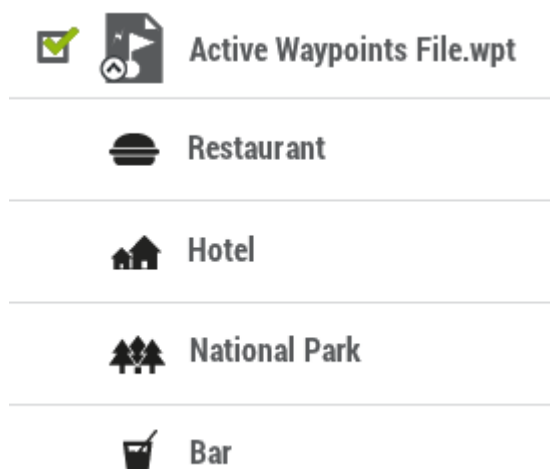 Active Waypoints File.wpt
Restaurant
Hotel
National Park
Bar